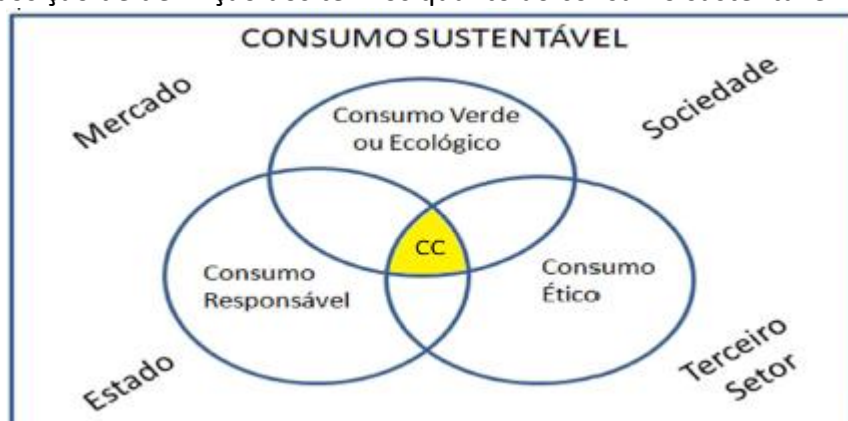 CONSUMO SUSTENTÁVEL
Mercado
Sociedade
Consumo Verde
ou Ecológico
CC
Consumo
Responsável
Consumo
Ético
Estado
Terceiro
Setor